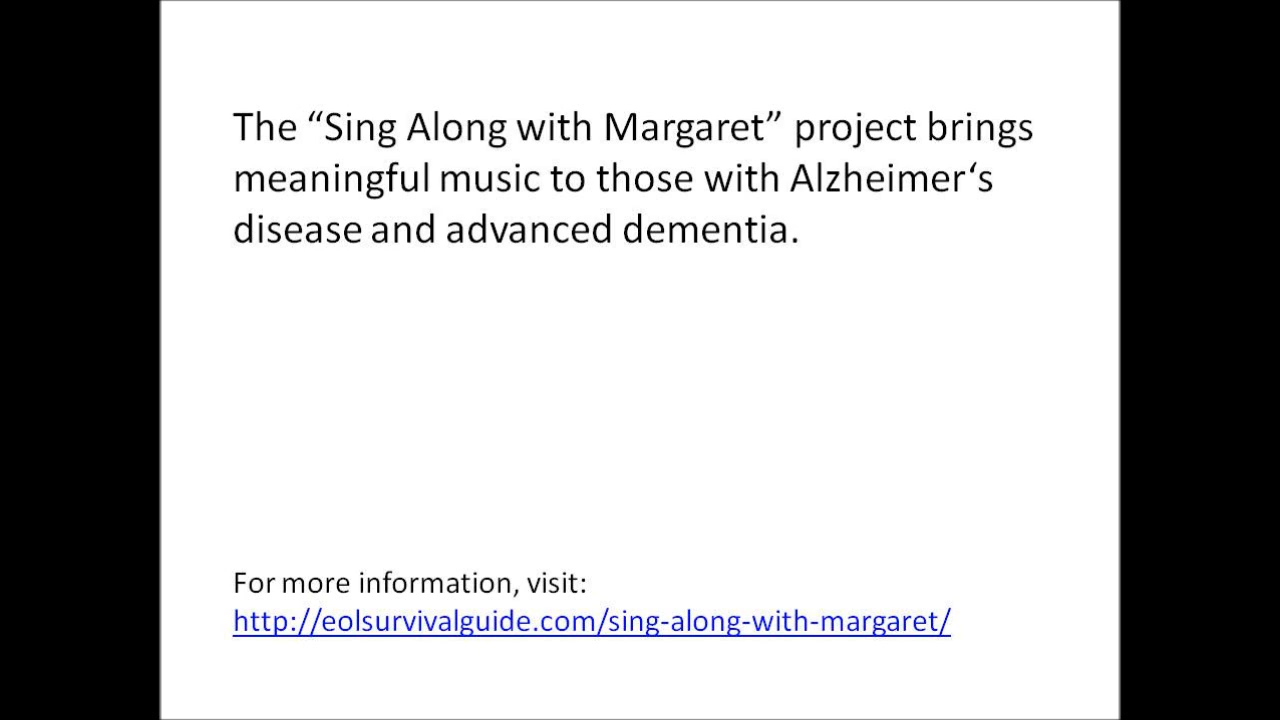 The “Sing Along with Margaret” project brings
meaningful music to those with Alzheimer‘s
disease and advanced dementia.
For more information, visit:
http://eolsurvivalguide.com/sing-along-with-margaret/